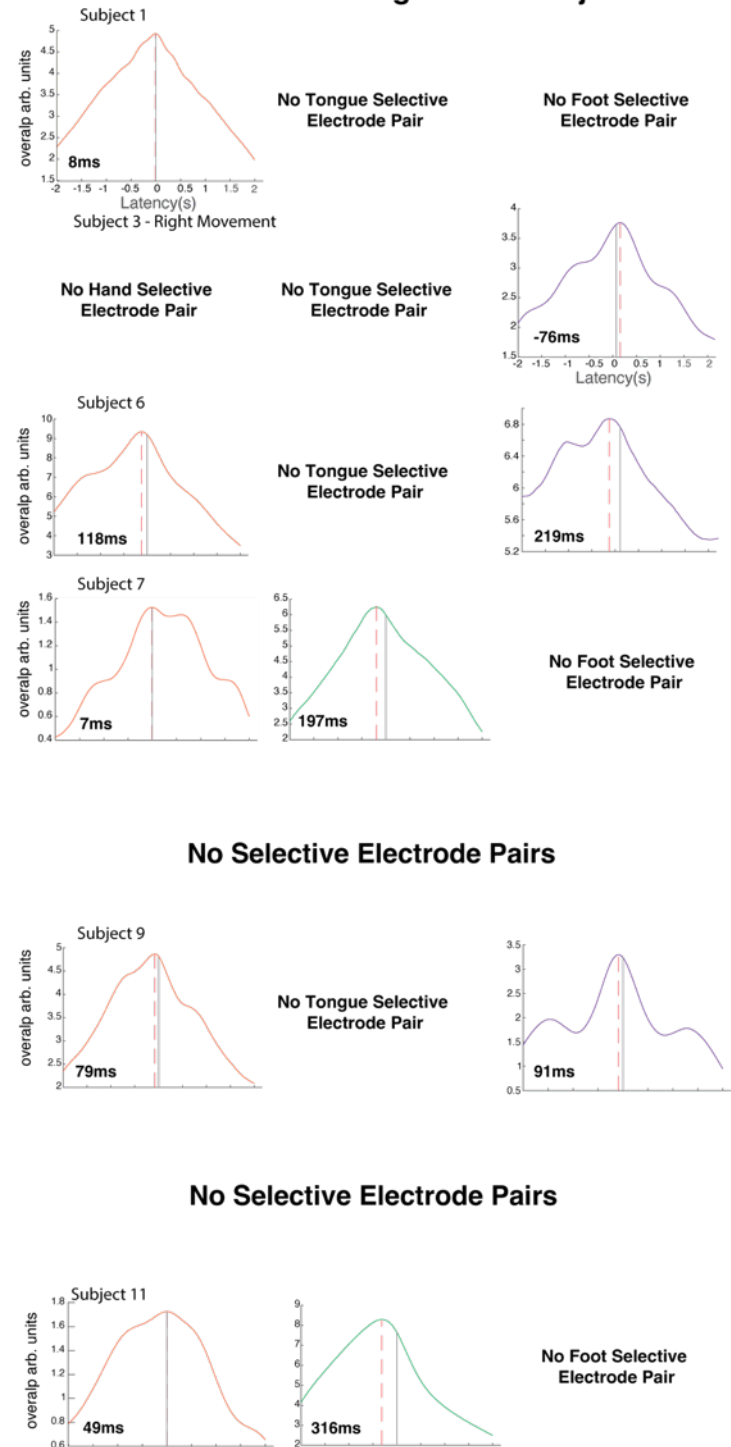 Subject 1
5
4.5
4
3.5
3
2.5
2
1.5
overalp arb. units
8ms
-2 -1.5 -1 -0.5 0 0.5 1 1.5 2
Latency(s)
No Tongue Selective
Electrode Pair
No Foot Selective
Electrode Pair
Subject 3 - Right Movement
No Hand Selective
Electrode Pair
No Tongue Selective
Electrode Pair
4
3.5
3
2.5
2
1.5
-76ms
-2 -1.5 -1 -0.5 0 0.5 1 1.5 2
Latency(s)
Subject 6
10
9
8
7
6
5
4
3
overalp arb. units
118ms
No Tongue Selective
Electrode Pair
6.8
6.4
6
5.6
5.2
219ms
Subject 7
1.6
1.4
1.2
1
0.8
0.6
0.4
overalp arb. units
7ms
6.5
6
5.5
5
4.5
4
3.5
3
2.5
2
197ms
No Foot Selective
Electrode Pair
No Selective Electrode Pairs
Subject 9
5
4.5
4
3.5
3
2.5
2
overalp arb. units
79ms
No Tongue Selective
Electrode Pair
3.5
3
2.5
2
1.5
1
0.5
91ms
No Selective Electrode Pairs
Subject 11
1.8
1.6
1.4
1.2
1
0.8
0.6
overalp arb. units
49ms
9
8
7
6
5
4
3
2
316ms
No Foot Selective
Electrode Pair